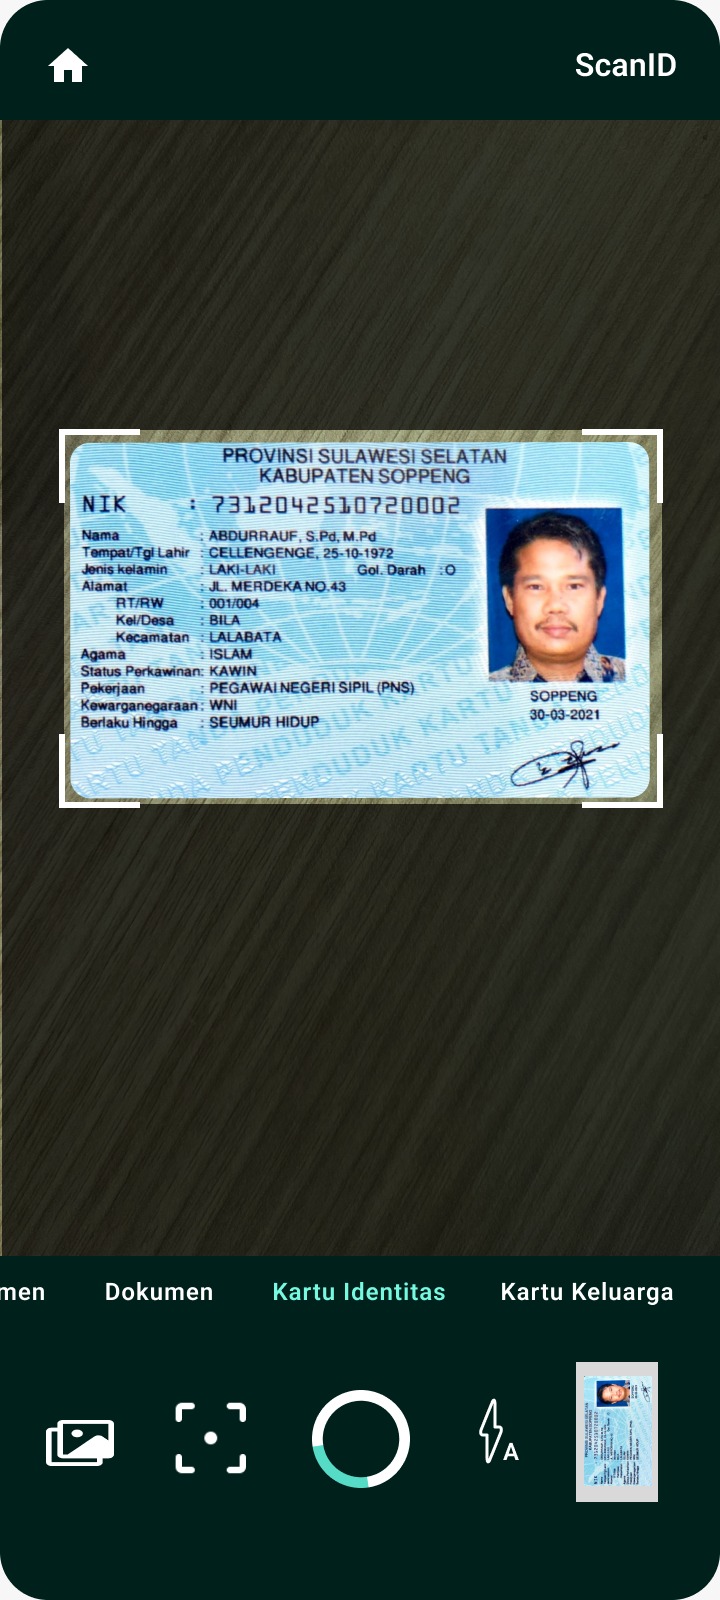 ScanID
PROVINSI SULAWESI SELATAN
KABUPATEN SOPPENG
NIK : 7312042510720002
Nama : ABDURRAUF, S.Pd, M.Pd
Tempat/Tgl Lahir : CELLENGENGE, 25-10-1972
Jenis kelamin : LAKI-LAKI Gol. Darah : O
Alamat : JL. MERDEKA NO.43
RT/RW : 001/004
Kel/Desa : BILA
Kecamatan : LALABATA
Agama : ISLAM
Status Perkawinan: KAWIN
Pekerjaan : PEGAWAI NEGERI SIPIL (PNS)
Kewarganegaraan : WNI
Berlaku Hingga : SEUMUR HIDUP
SOPPENG
30-03-2021
men Dokumen Kartu Identitas Kartu Keluarga
A